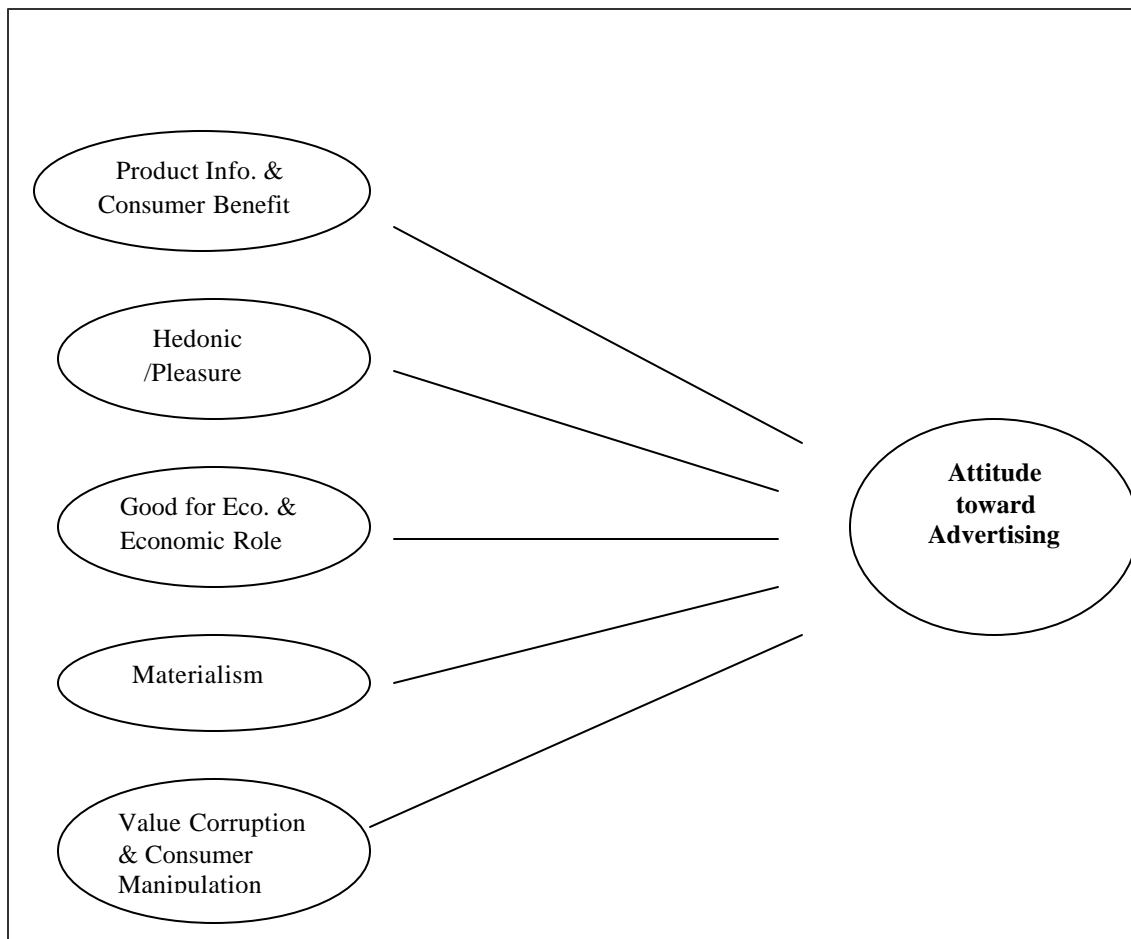 Product Info. &
Consumer Benefit
Hedonic
/Pleasure
Good for Eco. &
Economic Role
Materialism
Value Corruption
& Consumer
Manipulation
Attitude
toward
Advertising